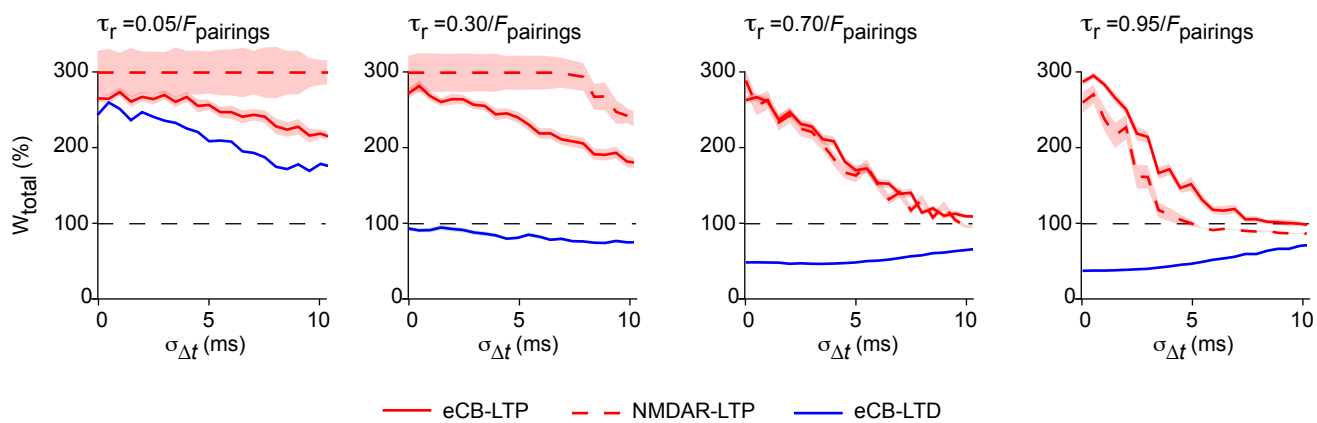 τr =0.05/Fpairings
τr =0.30/Fpairings
τr =0.70/Fpairings
τr =0.95/Fpairings
Wtotal (%)
300
200
100
0
0
5
10
σΔt (ms)
300
200
100
0
0
5
10
σΔt (ms)
300
200
100
0
0
5
10
σΔt (ms)
300
200
100
0
0
5
10
σΔt (ms)
eCB-LTP
NMDAR-LTP
eCB-LTD